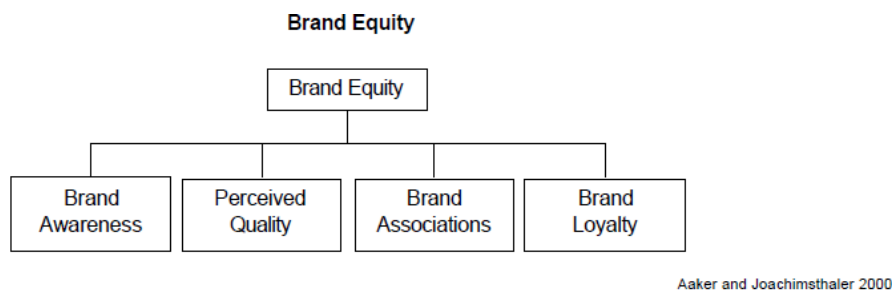 Brand Equity
Brand Equity
Brand
Awareness
Perceived
Quality
Brand
Associations
Brand
Loyalty
Aaker and Joachimsthaler 2000